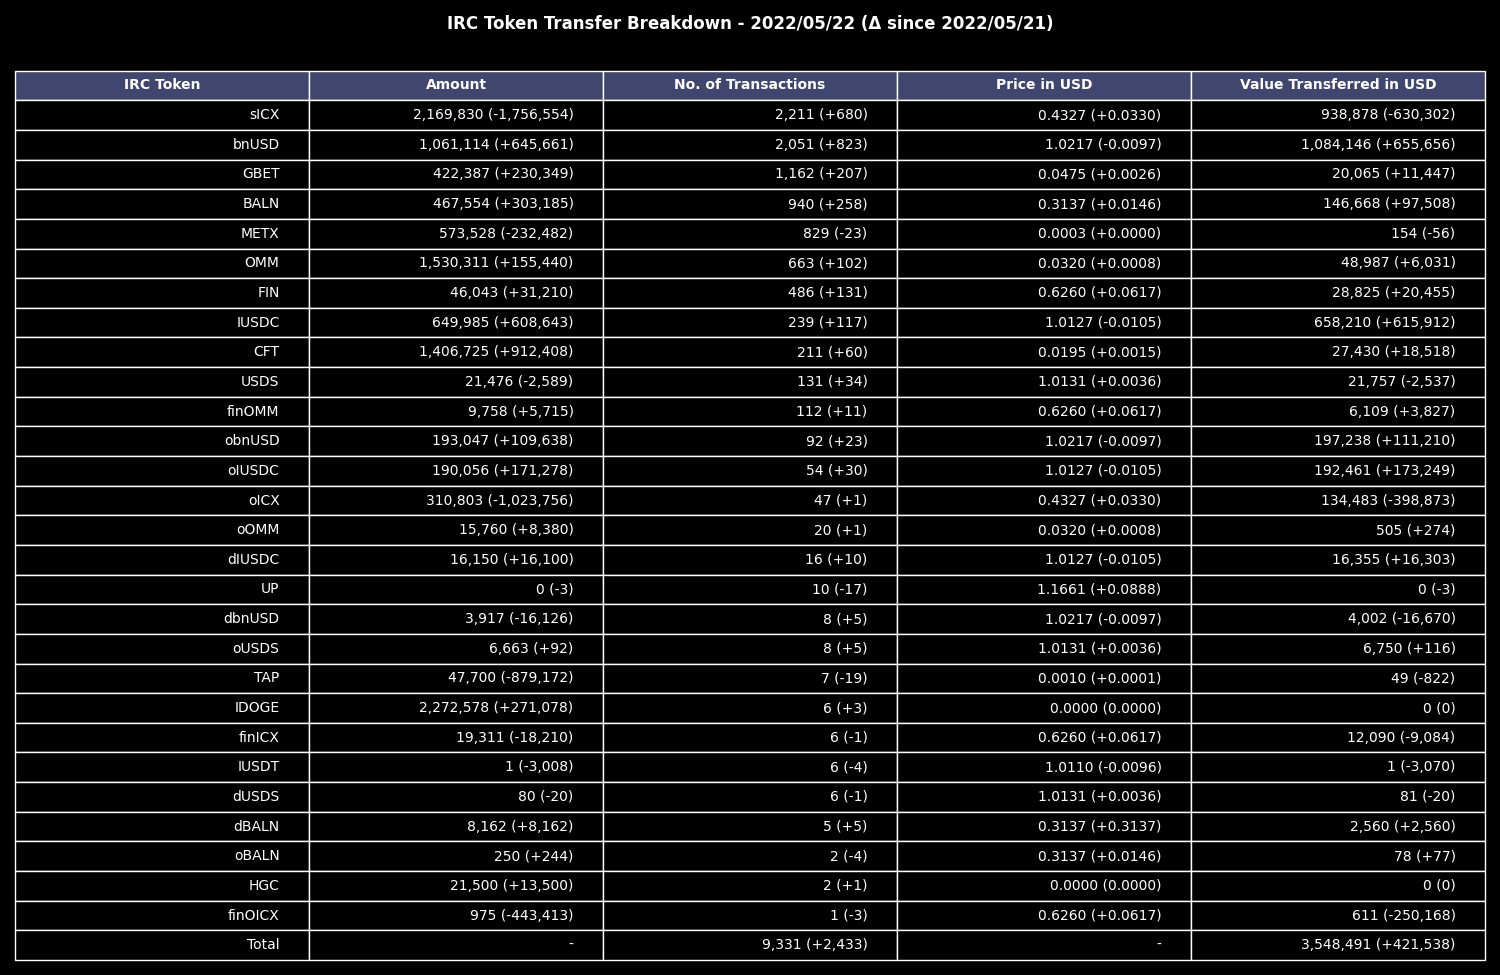 IRC Token Transfer Breakdown - 2022/05/22 (Δ since 2022/05/21)
IRC Token Amount No. of Transactions Price in USD Value Transferred in USD
sICX 2,169,830 (-1,756,554) 2,211 (+680) 0.4327 (+0.0330) 938,878 (-630,302)
bnUSD 1,061,114 (+645,661) 2,051 (+823) 1.0217 (-0.0097) 1,084,146 (+655,656)
GBET 422,387 (+230,349) 1,162 (+207) 0.0475 (+0.0026) 20,065 (+11,447)
BALN 467,554 (+303,185) 940 (+258) 0.3137 (+0.0146) 146,668 (+97,508)
METX 573,528 (-232,482) 829 (-23) 0.0003 (+0.0000) 154 (-56)
OMM 1,530,311 (+155,440) 663 (+102) 0.0320 (+0.0008) 48,987 (+6,031)
FIN 46,043 (+31,210) 486 (+131) 0.6260 (+0.0617) 28,825 (+20,455)
IUSDC 649,985 (+608,643) 239 (+117) 1.0127 (-0.0105) 658,210 (+615,912)
CFT 1,406,725 (+912,408) 211 (+60) 0.0195 (+0.0015) 27,430 (+18,518)
USDS 21,476 (-2,589) 131 (+34) 1.0131 (+0.0036) 21,757 (-2,537)
finOMM 9,758 (+5,715) 112 (+11) 0.6260 (+0.0617) 6,109 (+3,827)
obnUSD 193,047 (+109,638) 92 (+23) 1.0217 (-0.0097) 197,238 (+111,210)
oIUSDC 190,056 (+171,278) 54 (+30) 1.0127 (-0.0105) 192,461 (+173,249)
oICX 310,803 (-1,023,756) 47 (+1) 0.4327 (+0.0330) 134,483 (-398,873)
oOMM 15,760 (+8,380) 20 (+1) 0.0320 (+0.0008) 505 (+274)
dIUSDC 16,150 (+16,100) 16 (+10) 1.0127 (-0.0105) 16,355 (+16,303)
UP 0 (-3) 10 (-17) 1.1661 (+0.0888) 0 (-3)
dbnUSD 3,917 (-16,126) 8 (+5) 1.0217 (-0.0097) 4,002 (-16,670)
oUSDS 6,663 (+92) 8 (+5) 1.0131 (+0.0036) 6,750 (+116)
TAP 47,700 (-879,172) 7 (-19) 0.0010 (+0.0001) 49 (-822)
IDOGE 2,272,578 (+271,078) 6 (+3) 0.0000 (0.0000) 0 (0)
finICX 19,311 (-18,210) 6 (-1) 0.6260 (+0.0617) 12,090 (-9,084)
IUSDT 1 (-3,008) 6 (-4) 1.0110 (-0.0096) 1 (-3,070)
dUSDS 80 (-20) 6 (-1) 1.0131 (+0.0036) 81 (-20)
dBALN 8,162 (+8,162) 5 (+5) 0.3137 (+0.3137) 2,560 (+2,560)
oBALN 250 (+244) 2 (-4) 0.3137 (+0.0146) 78 (+77)
HGC 21,500 (+13,500) 2 (+1) 0.0000 (0.0000) 0 (0)
finOICX 975 (-443,413) 1 (-3) 0.6260 (+0.0617) 611 (-250,168)
Total - 9,331 (+2,433) - 3,548,491 (+421,538)